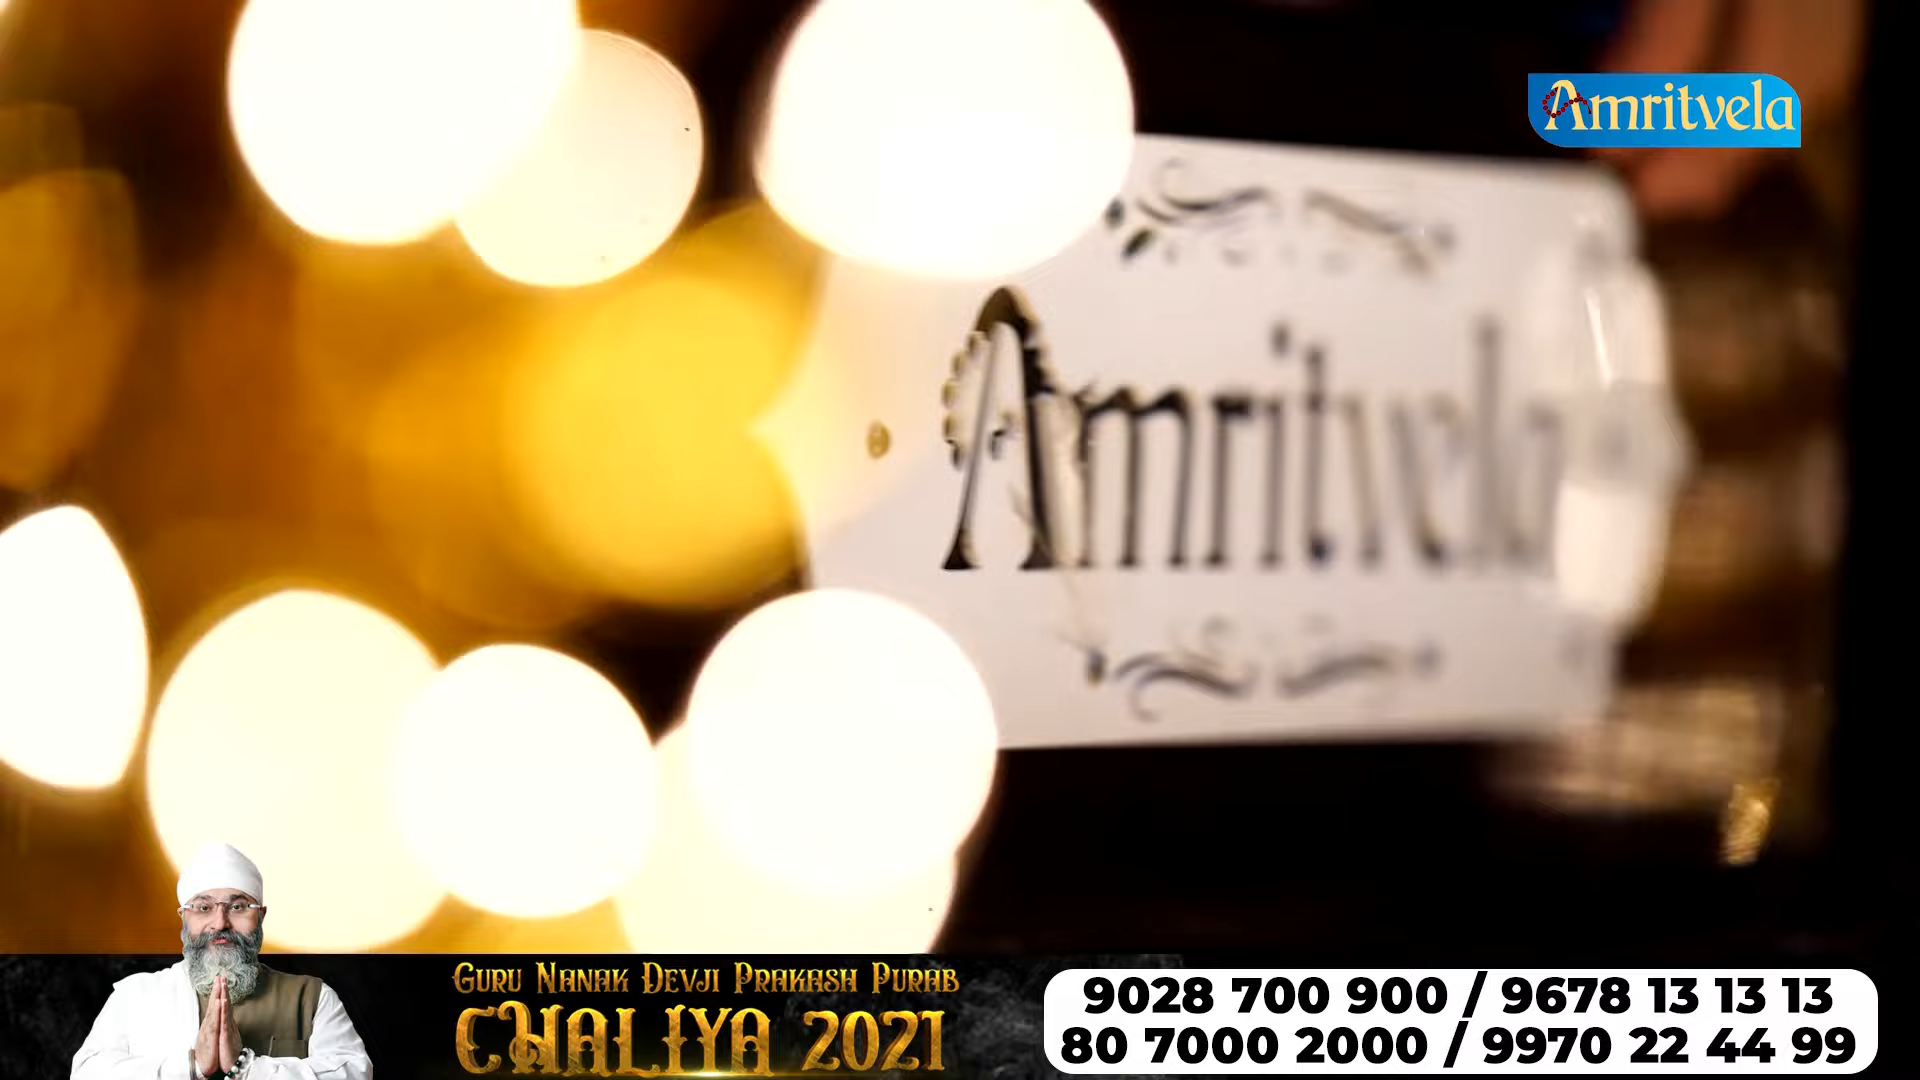 Amritvela
Amritvela
Guru Nanak Devji Prakash Purab
Chaliya 2021
9028 700 900 / 9678 13 13 13
80 7000 2000 / 9970 22 44 99